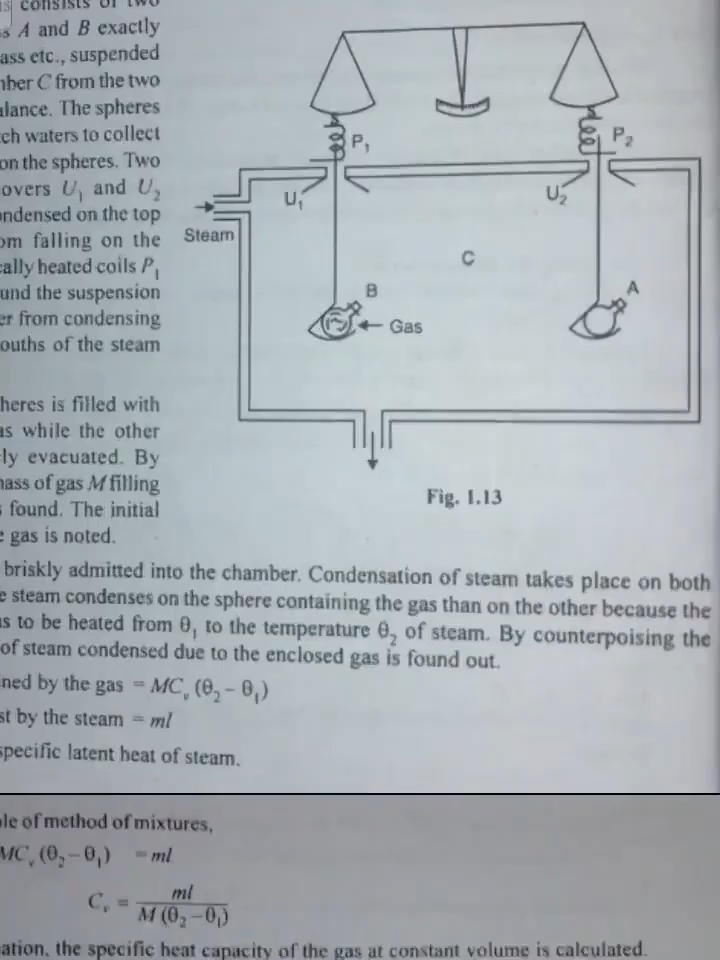 consists of two
A and B exactly
ass etc., suspended
nber C from the two
alance. The spheres
ch waters to collect
on the spheres. Two
overs U₁ and U₂
ondensed on the top
om falling on the
cally heated coils P₁
und the suspension
er from condensing
ouths of the steam
heres is filled with
as while the other
ly evacuated. By
mass of gas M filling
found. The initial
e gas is noted.
P₁
P₂
U₁
U₂
Steam
C
B
A
Gas
Fig. 1.13
briskly admitted into the chamber. Condensation of steam takes place on both
e steam condenses on the sphere containing the gas than on the other because the
as to be heated from θ₁ to the temperature θ₂ of steam. By counterpoising the
of steam condensed due to the enclosed gas is found out.
ned by the gas = MCᵥ (θ₂ − θ₁)
st by the steam = ml
specific latent heat of steam.
le of method of mixtures,
MCᵥ (θ₂ − θ₁) = ml
Cᵥ = ml / M (θ₂ − θ₁)
ation, the specific heat capacity of the gas at constant volume is calculated.